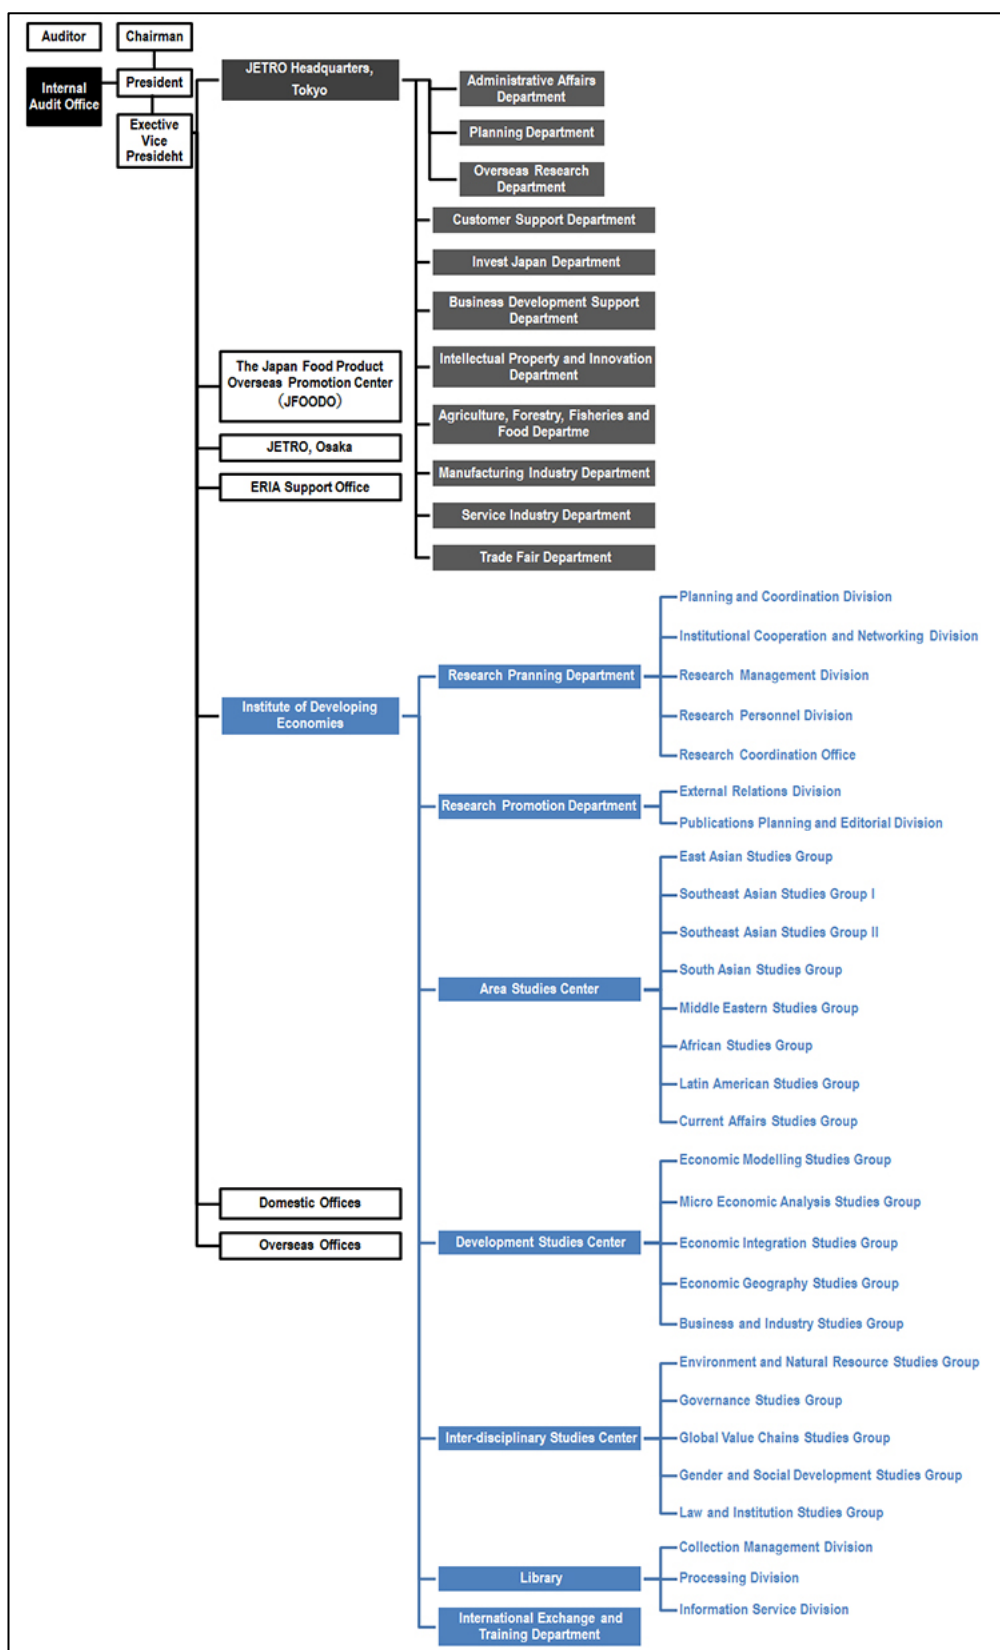 Auditor
Chairman
Internal
Audit Office
President
Exective
Vice
Presideht
JETRO Headquarters,
Tokyo
Administrative Affairs
Department
Planning Department
Overseas Research
Department
Customer Support Department
Invest Japan Department
Business Development Support
Department
Intellectual Property and Innovation
Department
Agriculture, Forestry, Fisheries and
Food Departme
Manufacturing Industry Department
Service Industry Department
Trade Fair Department
The Japan Food Product
Overseas Promotion Center
(JFOODO)
JETRO, Osaka
ERIA Support Office
Institute of Developing
Economies
Research Pranning Department
Planning and Coordination Division
Institutional Cooperation and Networking Division
Research Management Division
Research Personnel Division
Research Coordination Office
Research Promotion Department
External Relations Division
Publications Planning and Editorial Division
Area Studies Center
East Asian Studies Group
Southeast Asian Studies Group I
Southeast Asian Studies Group II
South Asian Studies Group
Middle Eastern Studies Group
African Studies Group
Latin American Studies Group
Current Affairs Studies Group
Development Studies Center
Economic Modelling Studies Group
Micro Economic Analysis Studies Group
Economic Integration Studies Group
Economic Geography Studies Group
Business and Industry Studies Group
Inter-disciplinary Studies Center
Environment and Natural Resource Studies Group
Governance Studies Group
Global Value Chains Studies Group
Gender and Social Development Studies Group
Law and Institution Studies Group
Library
Collection Management Division
Processing Division
Information Service Division
International Exchange and
Training Department
Domestic Offices
Overseas Offices